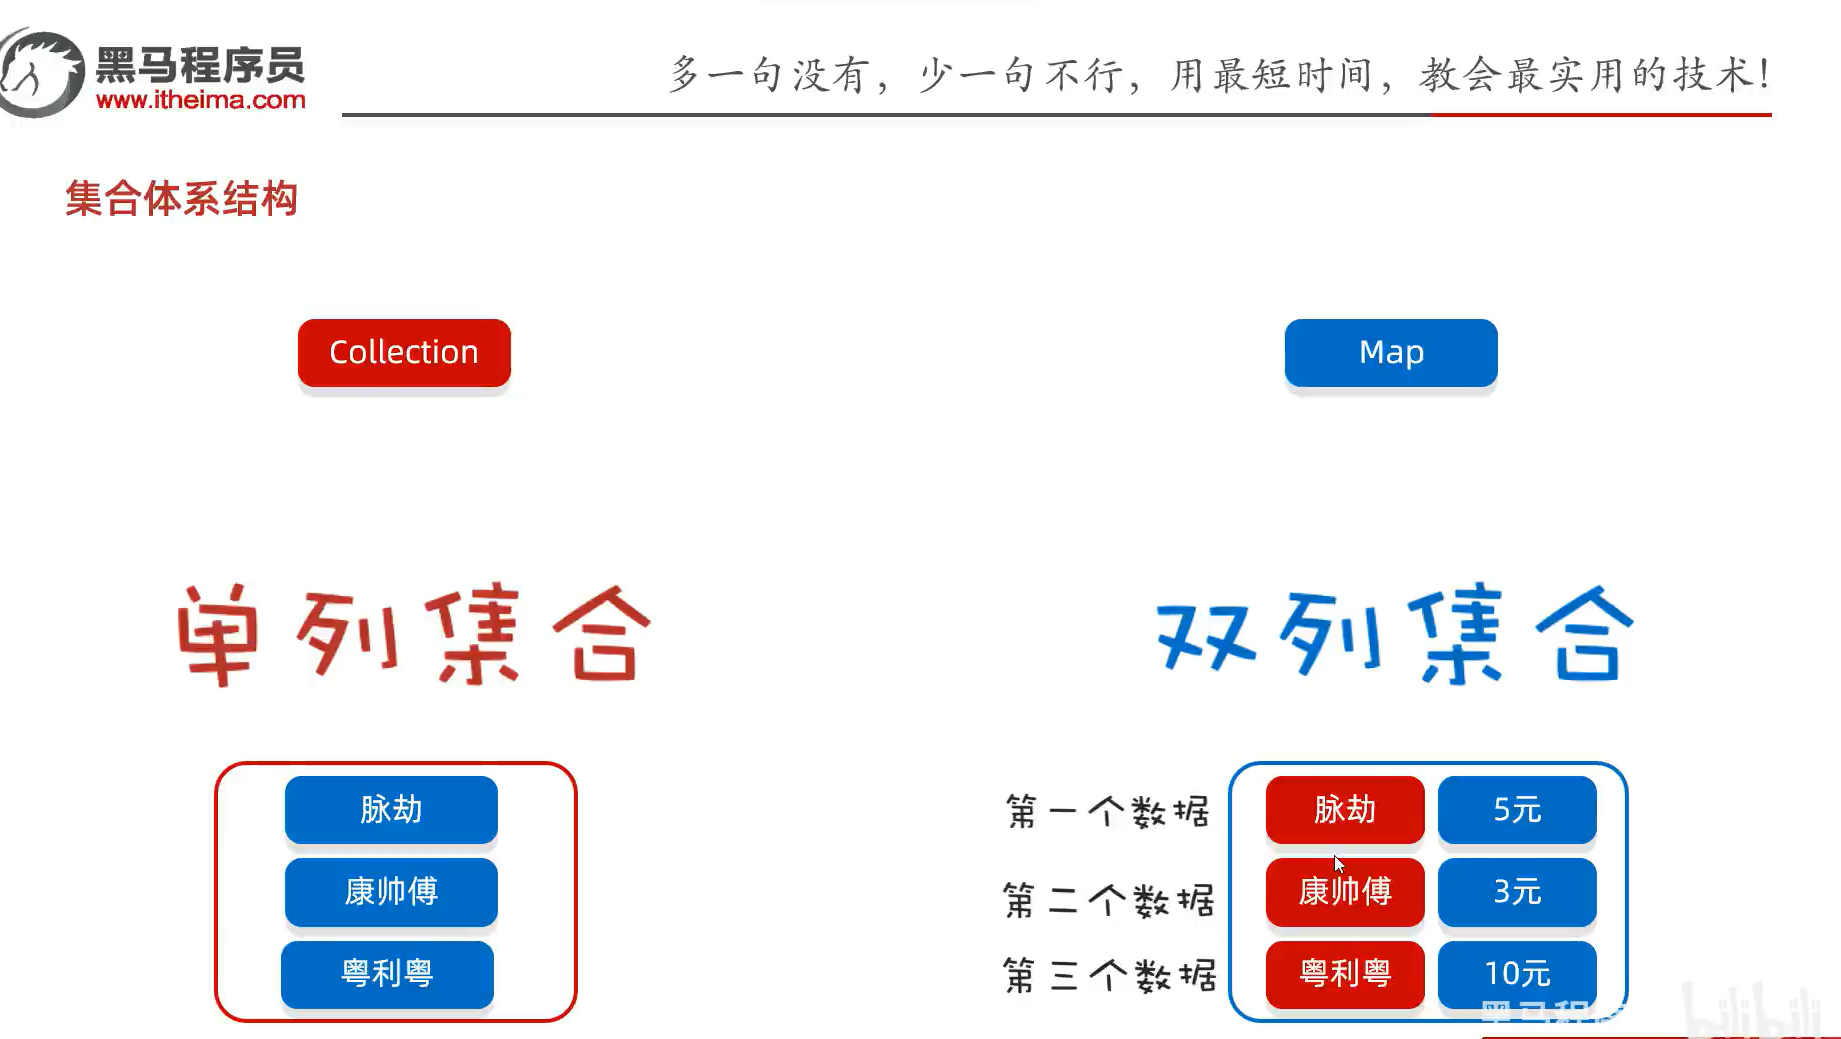 黑马程序员
www.itheima.com
多一句没有，少一句不行，用最短时间，教会最实用的技术！
集合体系结构
Collection
Map
单列集合
双列集合
脉劫
康帅傅
粤利粤
第一个数据 脉劫 5元
第二个数据 康帅傅 3元
第三个数据 粤利粤 10元
黑马程序
bilibili